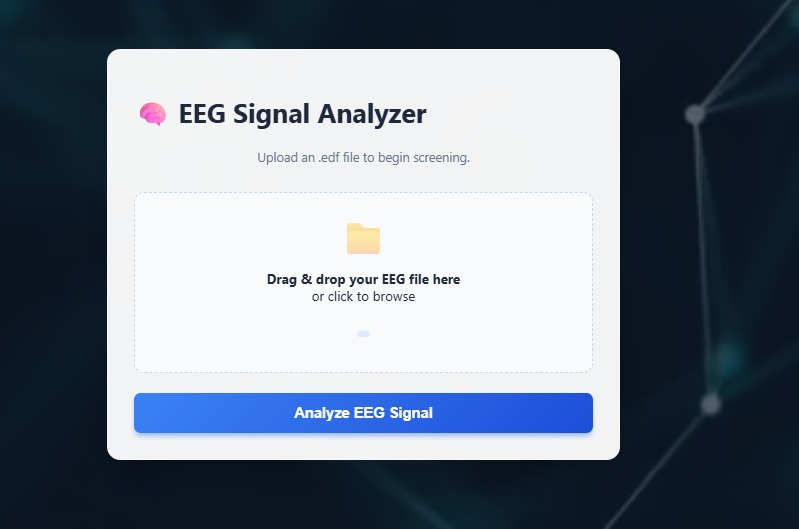 EEG Signal Analyzer
Upload an .edf file to begin screening.
Drag & drop your EEG file here
or click to browse
Analyze EEG Signal